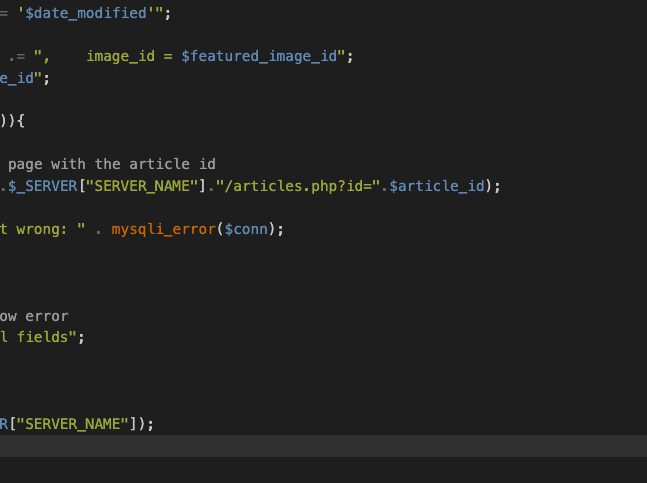 = '$date_modified'";
.= ",    image_id = $featured_image_id";
e_id";
)){
page with the article id
.$_SERVER["SERVER_NAME"]."/articles.php?id=".$article_id);
t wrong: " . mysqli_error($conn);
ow error
l fields";
R["SERVER_NAME"]);